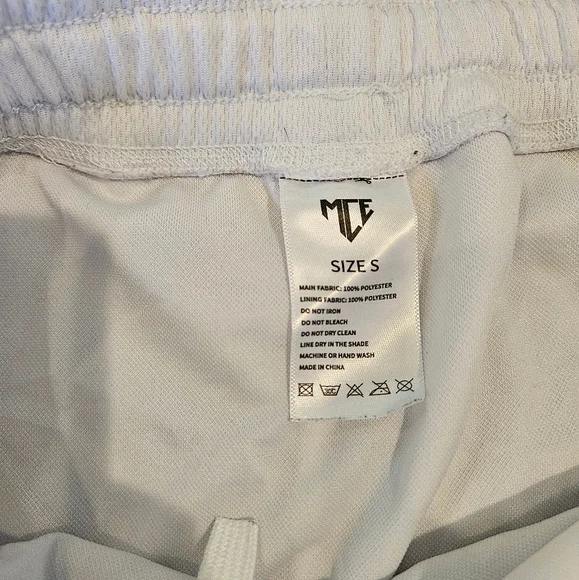 MCE
SIZE S
MAIN FABRIC: 100% POLYESTER
LINING FABRIC: 100% POLYESTER
DO NOT IRON
DO NOT BLEACH
DO NOT DRY CLEAN
LINE DRY IN THE SHADE
MACHINE OR HAND WASH
MADE IN CHINA